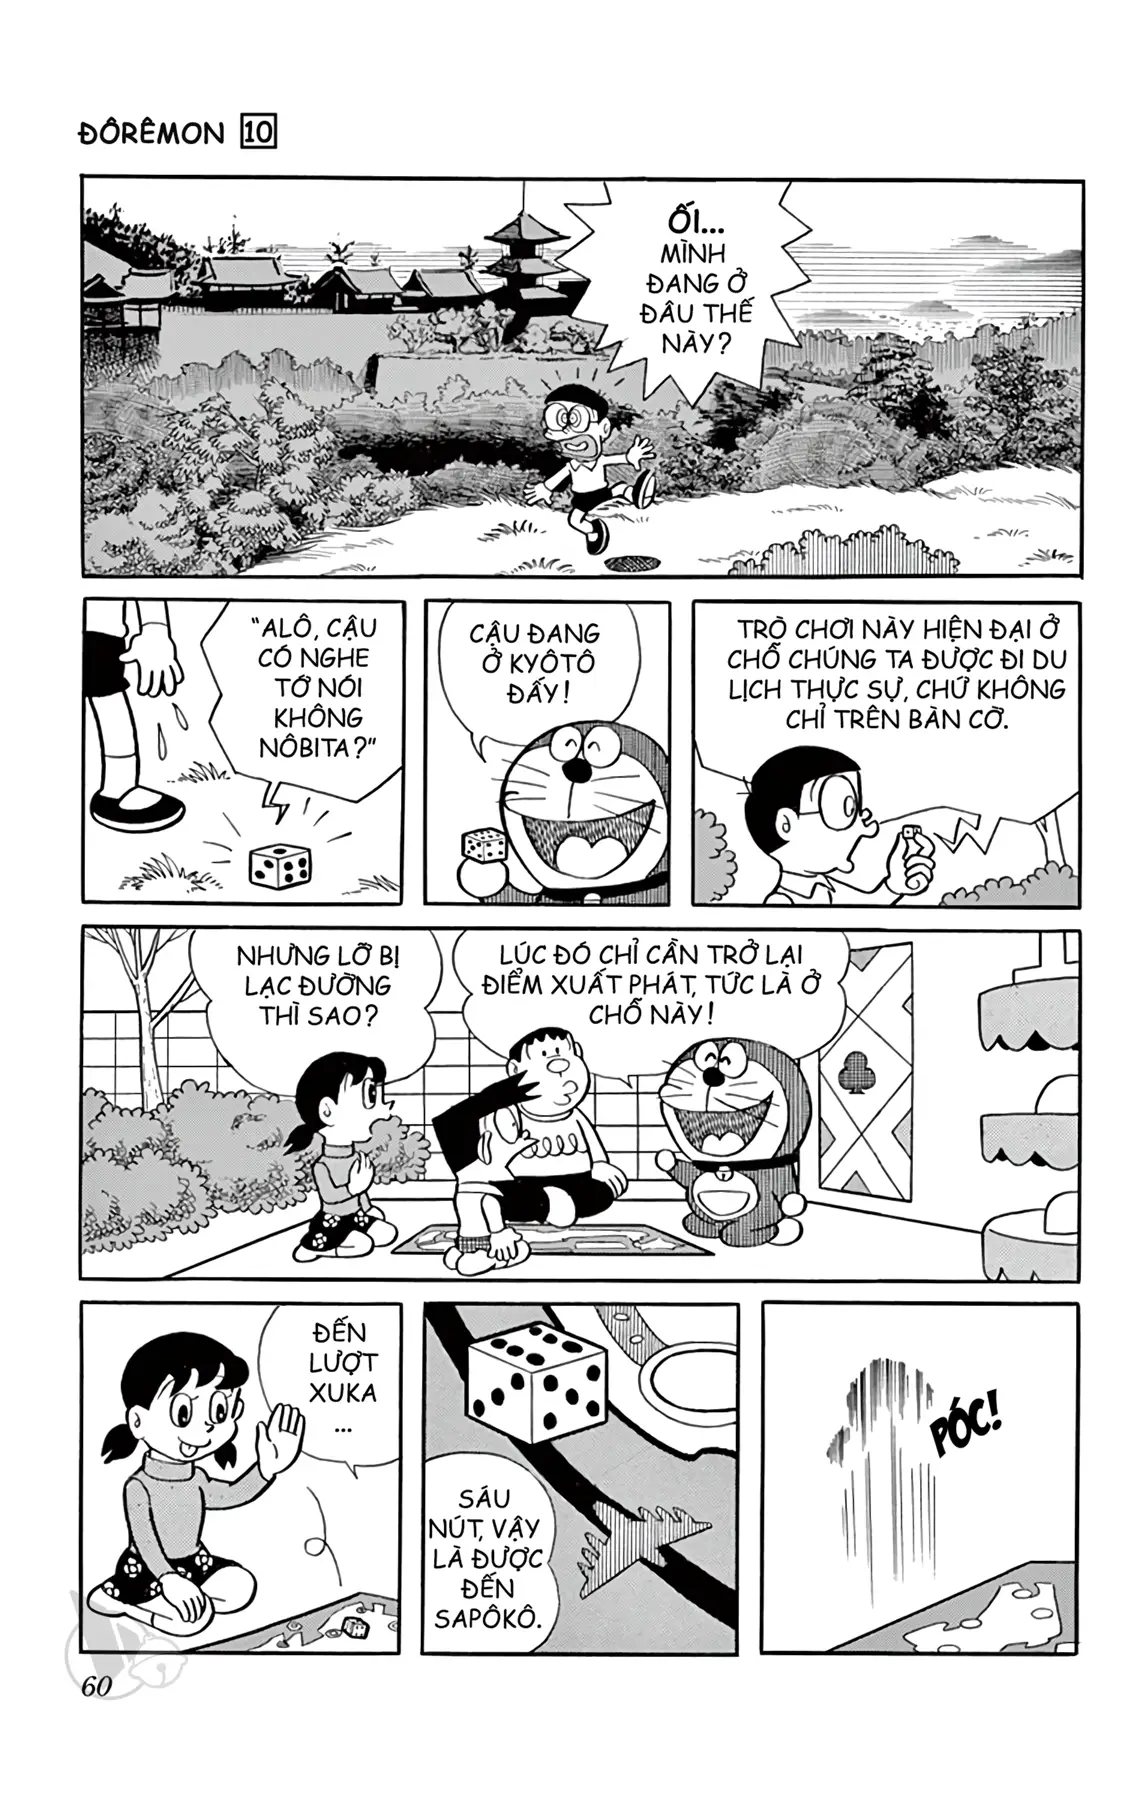 ĐÔRÊMON 10
ỐI...
MÌNH
ĐANG Ở
ĐÂU THẾ
NÀY?
"ALÔ, CẬU
CÓ NGHE
TỚ NÓI
KHÔNG
NÔBITA?"
CẬU ĐANG
Ở KYÔTÔ
ĐẤY!
TRÒ CHƠI NÀY HIỆN ĐẠI Ở
CHỖ CHÚNG TA ĐƯỢC ĐI DU
LỊCH THỰC SỰ, CHỨ KHÔNG
CHỈ TRÊN BÀN CỜ.
NHƯNG LỠ BỊ
LẠC ĐƯỜNG
THÌ SAO?
LÚC ĐÓ CHỈ CẦN TRỞ LẠI
ĐIỂM XUẤT PHÁT, TỨC LÀ Ở
CHỖ NÀY!
ĐẾN
LƯỢT
XUKA
...
SÁU
NÚT, VẬY
LÀ ĐƯỢC
ĐẾN
SAPÔKÔ.
PÓC!
60